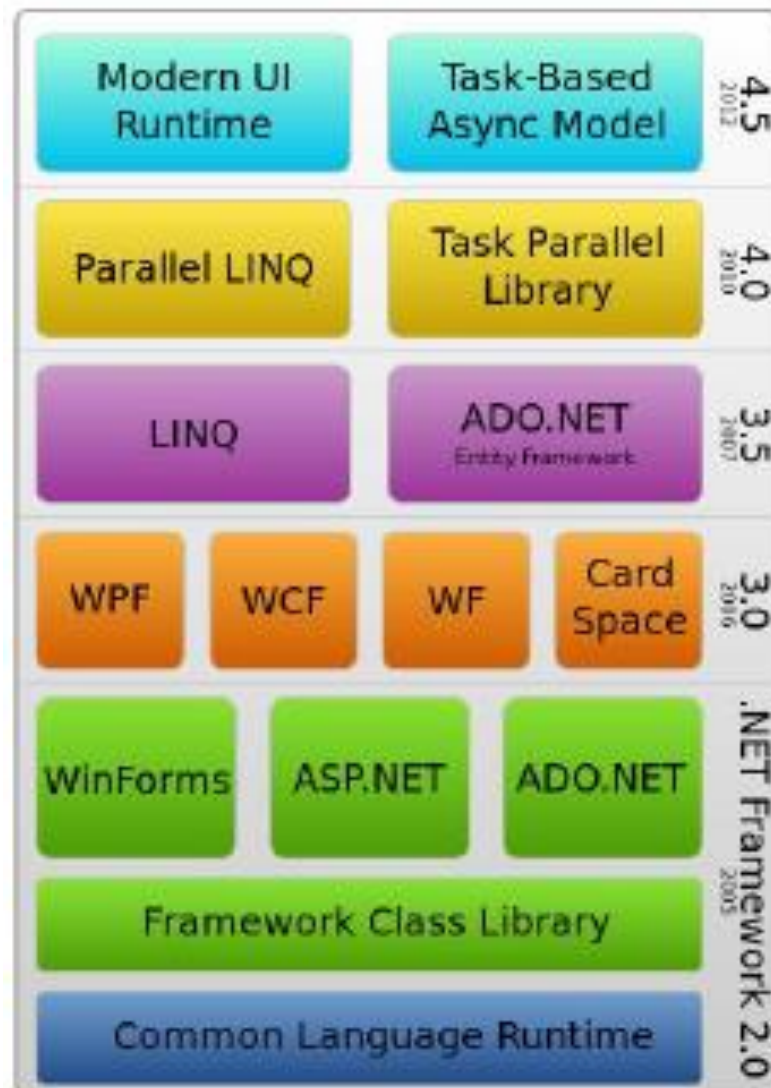 Modern UI
Runtime
Task-Based
Async Model
4.5
2012
Parallel LINQ
Task Parallel
Library
4.0
2010
LINQ
ADO.NET
Entity Framework
3.5
2007
WPF
WCF
WF
Card
Space
3.0
2006
WinForms
ASP.NET
ADO.NET
Framework Class Library
Common Language Runtime
.NET Framework 2.0
2005